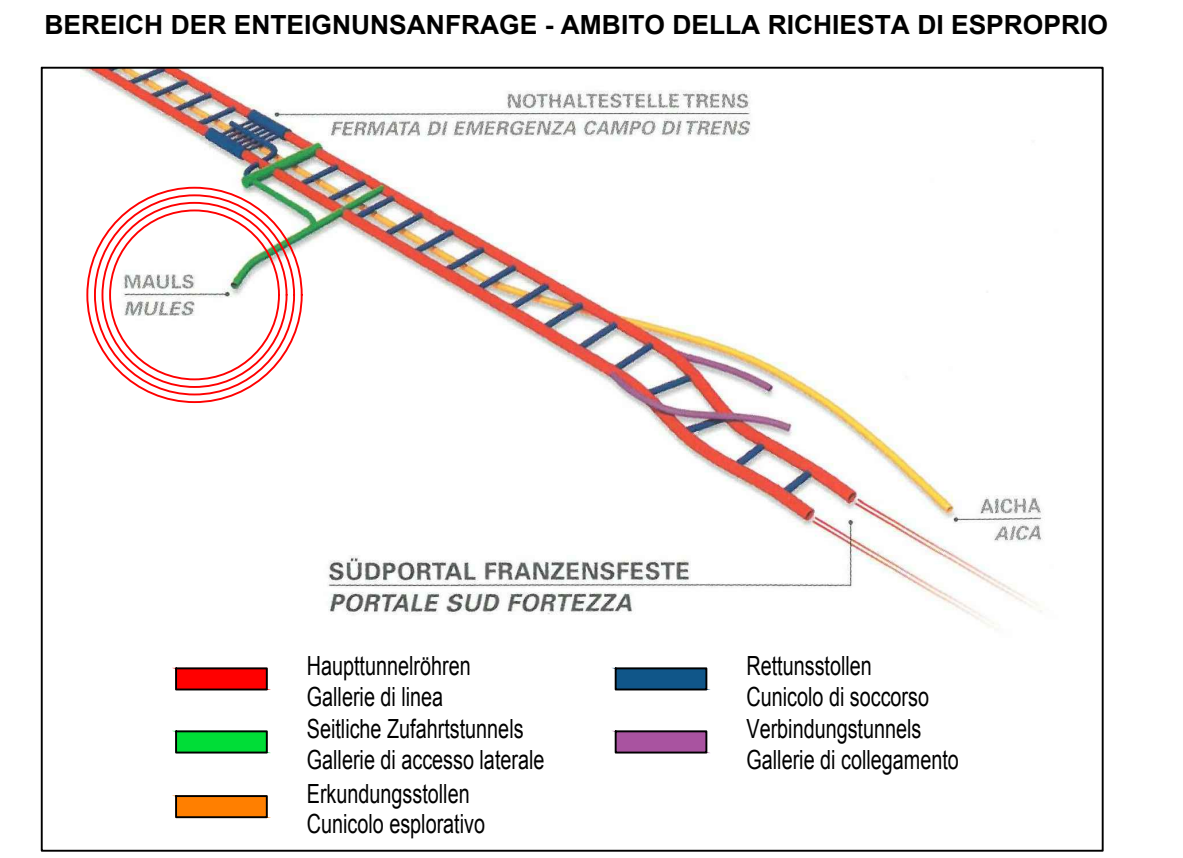 BEREICH DER ENTEIGNUNSANFRAGE - AMBITO DELLA RICHIESTA DI ESPROPRIO
NOTHALTESTELLE TRENS
FERMATA DI EMERGENZA CAMPO DI TRENS
MAULS
MULES
AICHA
AICA
SÜDPORTAL FRANZENSFESTE
PORTALE SUD FORTEZZA
Haupttunnelröhren
Gallerie di linea
Seitliche Zufahrtstunnels
Gallerie di accesso laterale
Erkundungsstollen
Cunicolo esplorativo
Rettunsstollen
Cunicolo di soccorso
Verbindungstunnels
Gallerie di collegamento